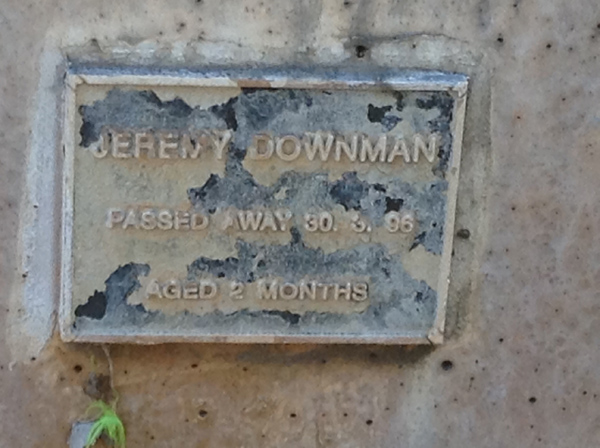 JEREMY DOWNMAN
PASSED AWAY 30. 3. 96
AGED 2 MONTHS